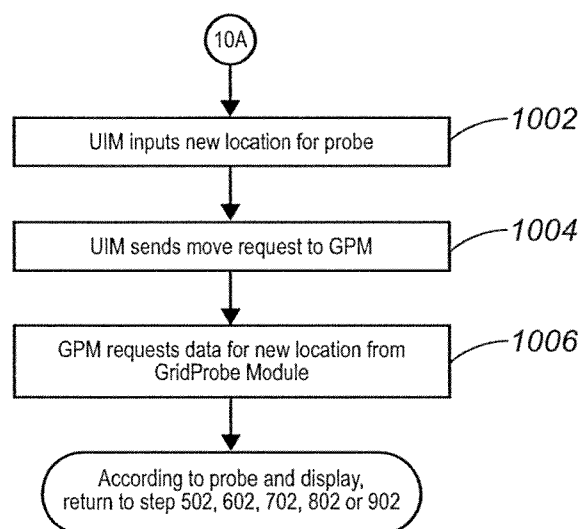 10A
UIM inputs new location for probe
1002
UIM sends move request to GPM
1004
GPM requests data for new location from
GridProbe Module
1006
According to probe and display,
return to step 502, 602, 702, 802 or 902